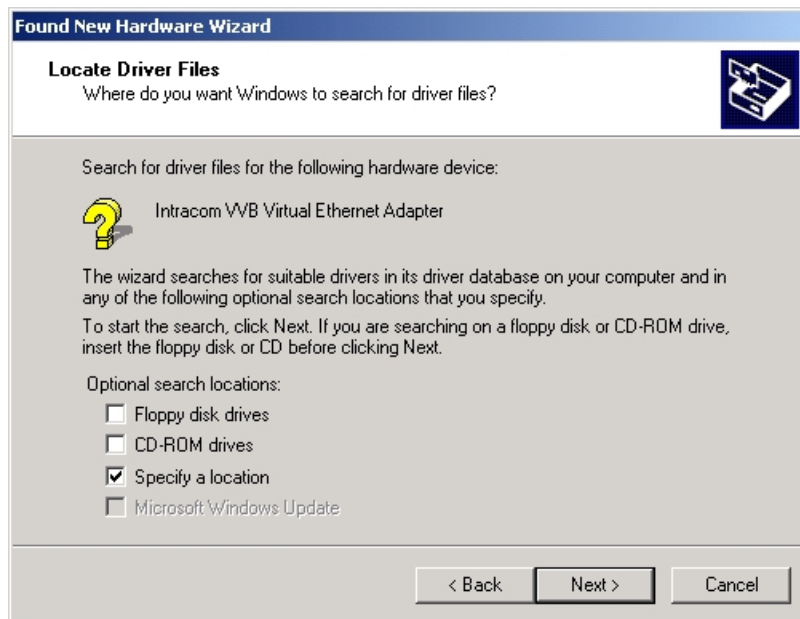 Found New Hardware Wizard
Locate Driver Files
Where do you want Windows to search for driver files?
Search for driver files for the following hardware device:
Intracom VVB Virtual Ethernet Adapter
The wizard searches for suitable drivers in its driver database on your computer and in
any of the following optional search locations that you specify.
To start the search, click Next. If you are searching on a floppy disk or CD-ROM drive,
insert the floppy disk or CD before clicking Next.
Optional search locations:
Floppy disk drives
CD-ROM drives
Specify a location
Microsoft Windows Update
< Back Next > Cancel